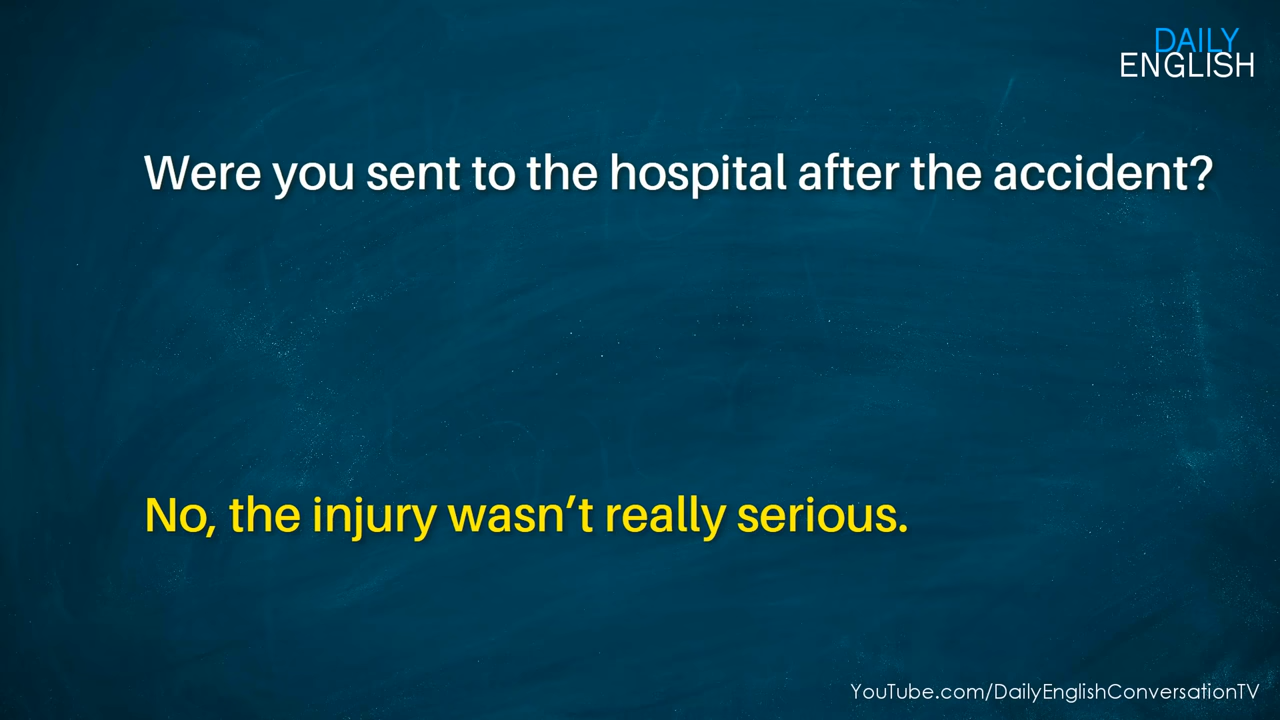 DAILY
ENGLISH
Were you sent to the hospital after the accident?
No, the injury wasn’t really serious.
YouTube.com/DailyEnglishConversationTV